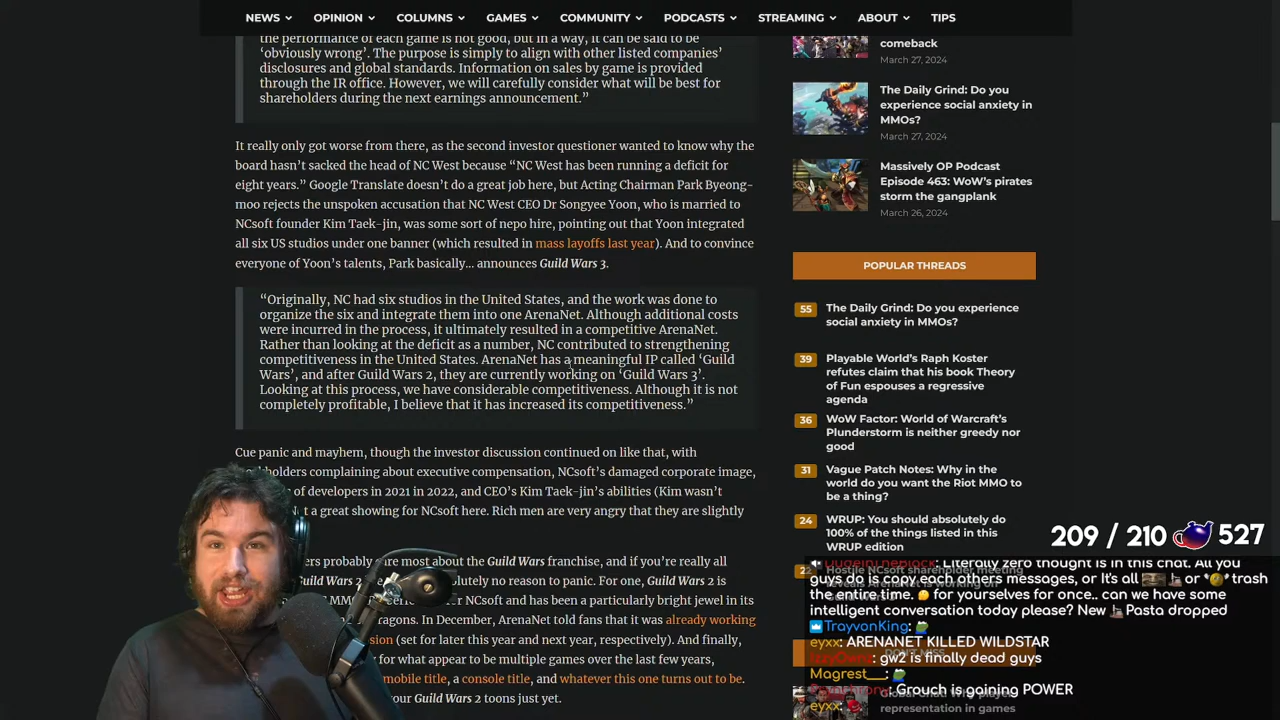 NEWS OPINION COLUMNS GAMES COMMUNITY PODCASTS STREAMING ABOUT TIPS
the performance of each game is not good, but in a way, it can be said to be
‘obviously wrong’. The purpose is simply to align with other listed companies’
disclosures and global standards. Information on sales by game is provided
through the IR office. However, we will carefully consider what will be best for
shareholders during the next earnings announcement.”
It really only got worse from there, as the second investor questioner wanted to know why the
board hasn’t sacked the head of NC West because “NC West has been running a deficit for
eight years.” Google Translate doesn’t do a great job here, but Acting Chairman Park Byeong-
moo rejects the unspoken accusation that NC West CEO Dr Songyee Yoon, who is married to
NCsoft founder Kim Taek-jin, was some sort of nepo hire, pointing out that Yoon integrated
all six US studios under one banner (which resulted in mass layoffs last year). And to convince
everyone of Yoon’s talents, Park basically... announces Guild Wars 3.
“Originally, NC had six studios in the United States, and the work was done to
organize the six and integrate them into one ArenaNet. Although additional costs
were incurred in the process, it ultimately resulted in a competitive ArenaNet.
Rather than looking at the deficit as a number, NC contributed to strengthening
competitiveness in the United States. ArenaNet has a meaningful IP called ‘Guild
Wars’, and after Guild Wars 2, they are currently working on ‘Guild Wars 3’.
Looking at this process, we have considerable competitiveness. Although it is not
completely profitable, I believe that it has increased its competitiveness.”
Cue panic and mayhem, though the investor discussion continued on like that, with
holders complaining about executive compensation, NCsoft’s damaged corporate image,
of developers in 2021 in 2022, and CEO’s Kim Taek-jin’s abilities (Kim wasn’t
t a great showing for NCsoft here. Rich men are very angry that they are slightly
ers probably care most about the Guild Wars franchise, and if you’re really all
Wars 2 olutely no reason to panic. For one, Guild Wars 2 is
NCsoft and has been a particularly bright jewel in its
ragons. In December, ArenaNet told fans that it was already working
sion (set for later this year and next year, respectively). And finally,
for what appear to be multiple games over the last few years,
mobile title, a console title, and whatever this one turns out to be.
our Guild Wars 2 toons just yet.
comeback
March 27, 2024
The Daily Grind: Do you
experience social anxiety in
MMOs?
March 27, 2024
Massively OP Podcast
Episode 463: WoW’s pirates
storm the gangplank
March 26, 2024
POPULAR THREADS
55 The Daily Grind: Do you experience
social anxiety in MMOs?
39 Playable World’s Raph Koster
refutes claim that his book Theory
of Fun espouses a regressive
agenda
36 WoW Factor: World of Warcraft’s
Plunderstorm is neither greedy nor
good
31 Vague Patch Notes: Why in the
world do you want the Riot MMO to
be a thing?
24 WRUP: You should absolutely do
100% of the things listed in this
WRUP edition
Hostile NCsoft shareholder meeting
reveals ArenaNet is working on
209 / 210 527
Literally zero thought is in this chat. All you
guys do is copy each others messages, or It's all trash
the entire time. for yourselves for once.. can we have some
intelligent conversation today please? New Pasta dropped
TrayvonKing:
eyxx: ARENANET KILLED WILDSTAR
gw2 is finally dead guys
Magrest__:
Grouch is gaining POWER
eyxx:
representation in games